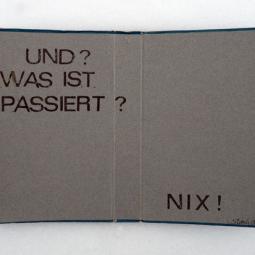 UND?
WAS IST
PASSIERT ?
NIX!